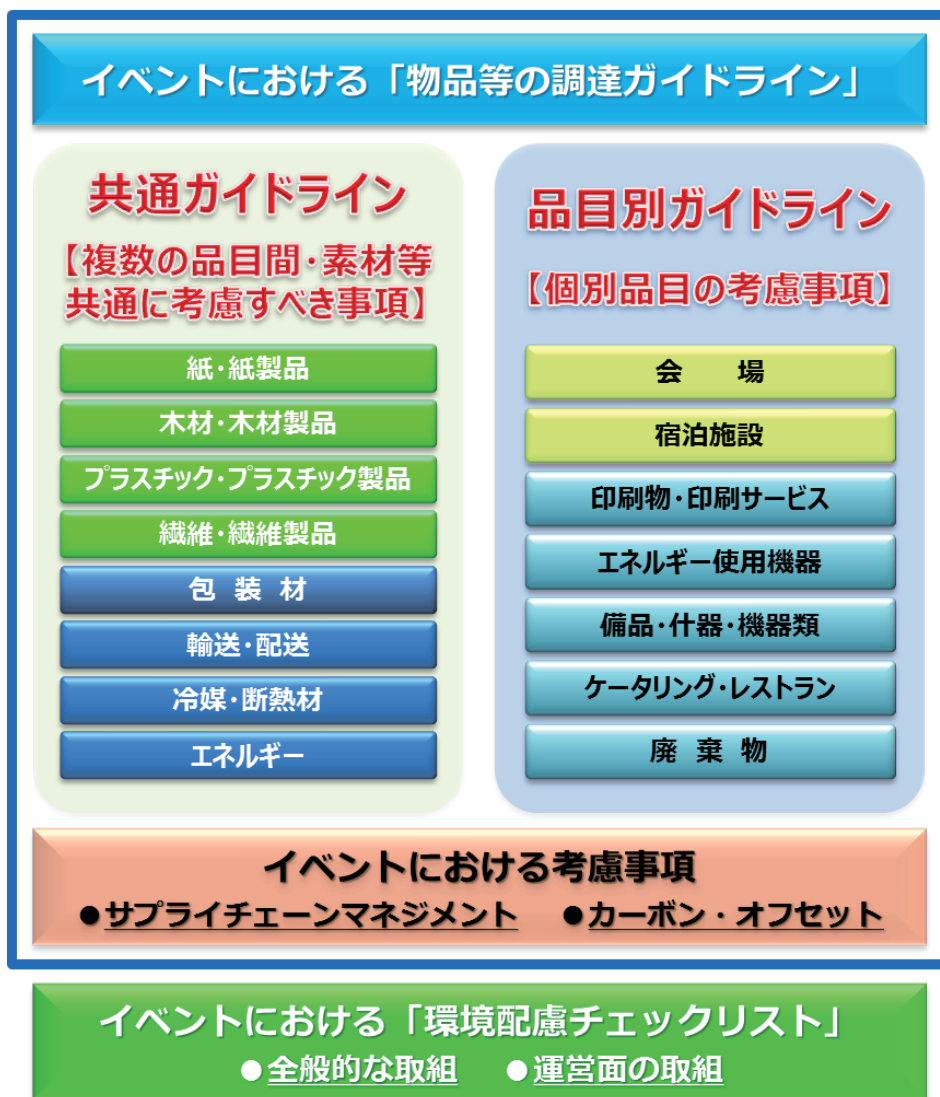 イベントにおける「物品等の調達ガイドライン」
共通ガイドライン
【複数の品目間・素材等
共通に考慮すべき事項】
紙・紙製品
木材・木材製品
プラスチック・プラスチック製品
繊維・繊維製品
包 装 材
輸送・配送
冷媒・断熱材
エネルギー
品目別ガイドライン
【個別品目の考慮事項】
会 場
宿泊施設
印刷物・印刷サービス
エネルギー使用機器
備品・什器・機器類
ケータリング・レストラン
廃 棄 物
イベントにおける考慮事項
●サプライチェーンマネジメント ●カーボン・オフセット
イベントにおける「環境配慮チェックリスト」
●全般的な取組 ●運営面の取組